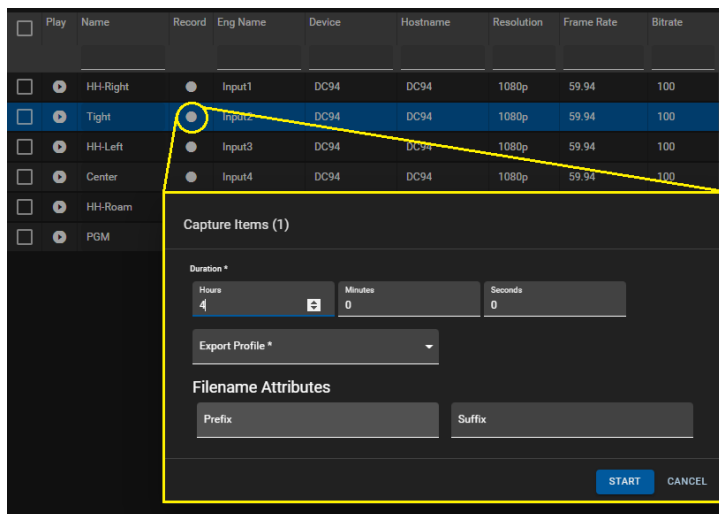 Play Name Record Eng Name Device Hostname Resolution Frame Rate Bitrate
HH-Right Input1 DC94 DC94 1080p 59.94 100
Tight Input2 DC94 DC94 1080p 59.94 100
HH-Left Input3 DC94 DC94 1080p 59.94 100
Center Input4 DC94 DC94 1080p 59.94 100
HH-Roam
PGM
Capture Items (1)
Duration *
Hours Minutes Seconds
4 0 0
Export Profile *
Filename Attributes
Prefix Suffix
START CANCEL